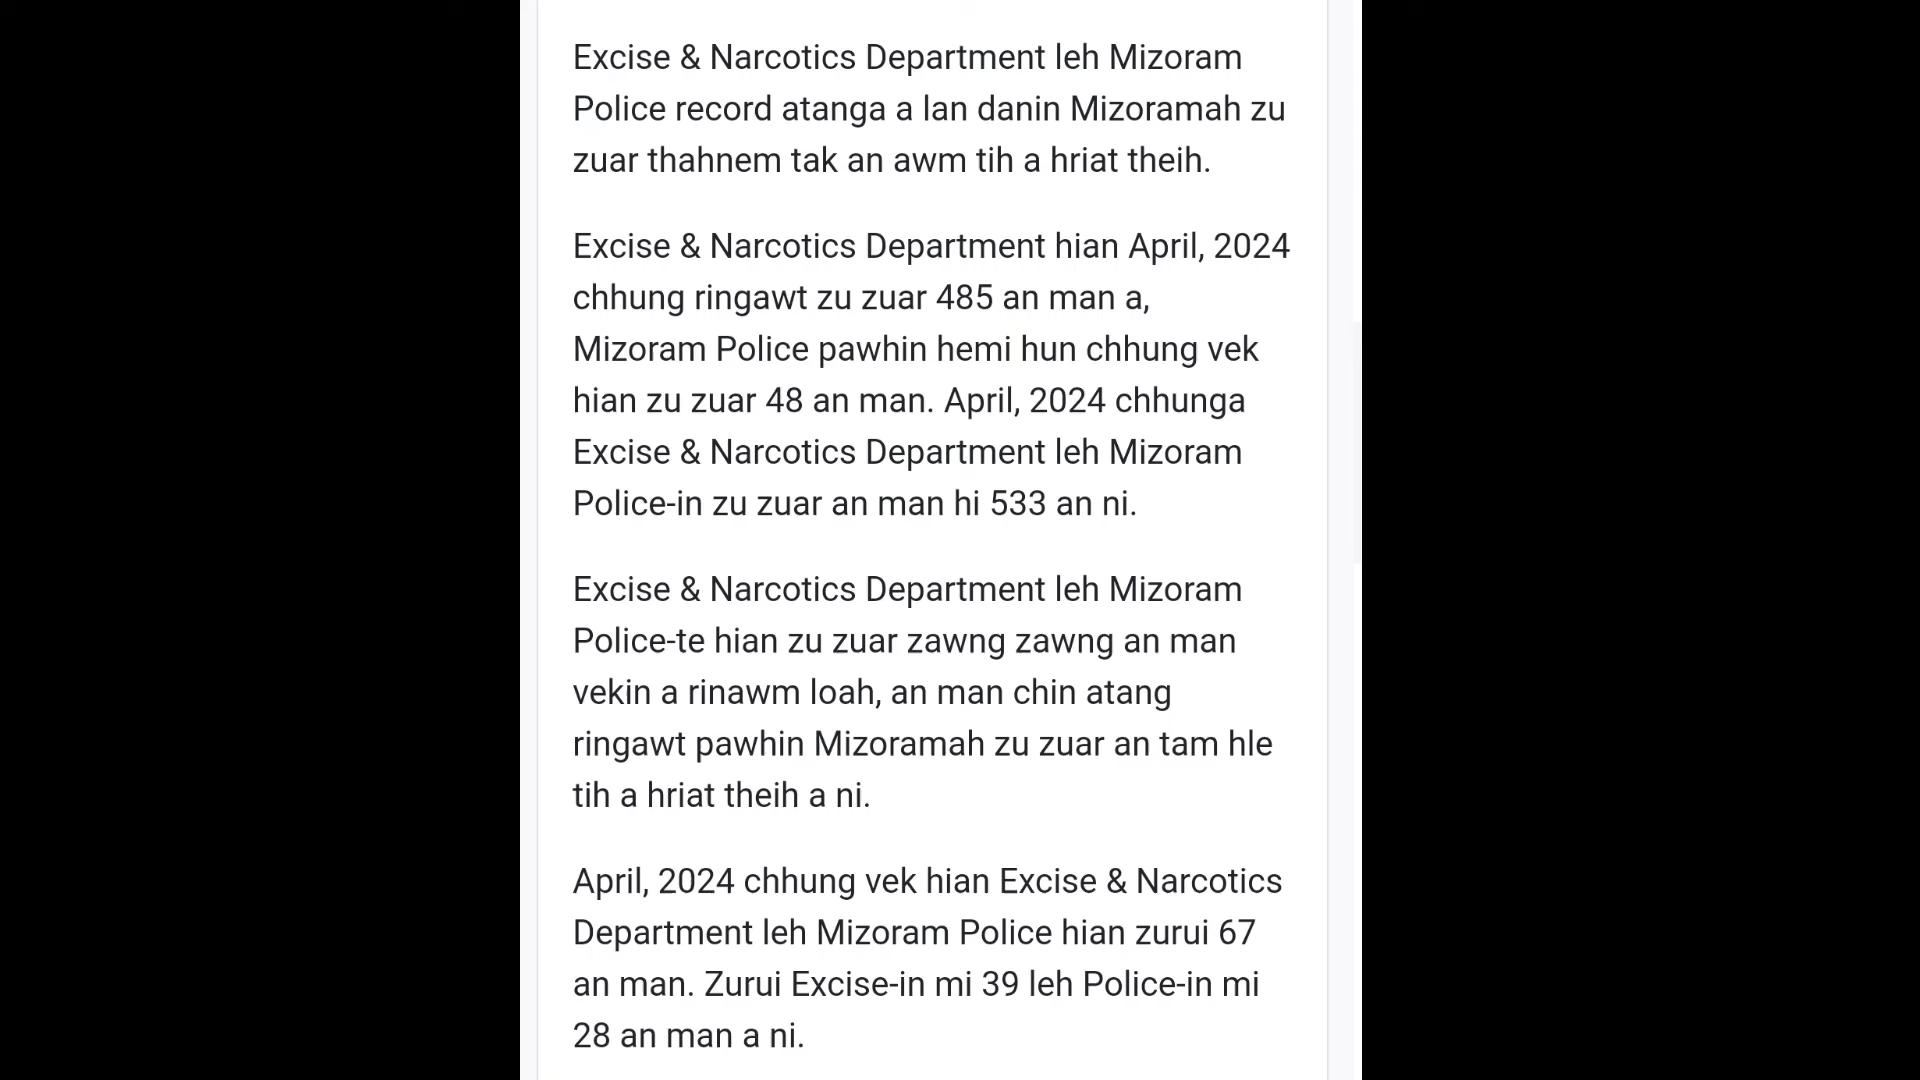 Excise & Narcotics Department leh Mizoram
Police record atanga a lan danin Mizoramah zu
zuar thahnem tak an awm tih a hriat theih.
Excise & Narcotics Department hian April, 2024
chhung ringawt zu zuar 485 an man a,
Mizoram Police pawhin hemi hun chhung vek
hian zu zuar 48 an man. April, 2024 chhunga
Excise & Narcotics Department leh Mizoram
Police-in zu zuar an man hi 533 an ni.
Excise & Narcotics Department leh Mizoram
Police-te hian zu zuar zawng zawng an man
vekin a rinawm loah, an man chin atang
ringawt pawhin Mizoramah zu zuar an tam hle
tih a hriat theih a ni.
April, 2024 chhung vek hian Excise & Narcotics
Department leh Mizoram Police hian zurui 67
an man. Zurui Excise-in mi 39 leh Police-in mi
28 an man a ni.